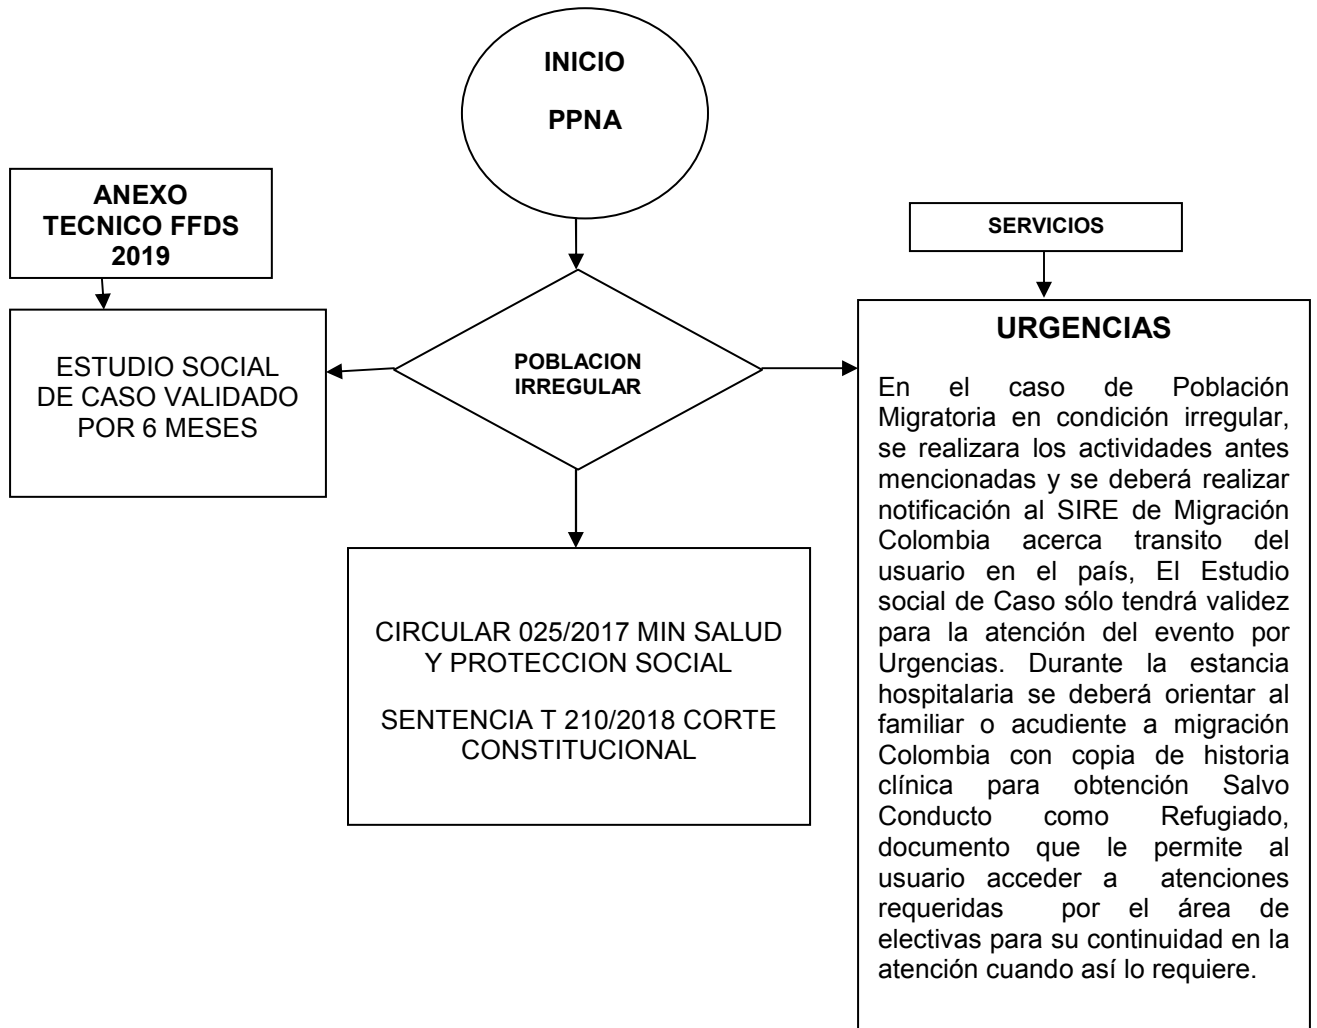 INICIO
PPNA
ANEXO
TECNICO FFDS
2019
SERVICIOS
ESTUDIO SOCIAL
DE CASO VALIDADO
POR 6 MESES
POBLACION
IRREGULAR
CIRCULAR 025/2017 MIN SALUD
Y PROTECCION SOCIAL
SENTENCIA T 210/2018 CORTE
CONSTITUCIONAL
URGENCIAS
En el caso de Población
Migratoria en condición irregular,
se realizara los actividades antes
mencionadas y se deberá realizar
notificación al SIRE de Migración
Colombia acerca transito del
usuario en el país, El Estudio
social de Caso sólo tendrá validez
para la atención del evento por
Urgencias. Durante la estancia
hospitalaria se deberá orientar al
familiar o acudiente a migración
Colombia con copia de historia
clínica para obtención Salvo
Conducto como Refugiado,
documento que le permite al
usuario acceder a atenciones
requeridas por el área de
electivas para su continuidad en la
atención cuando así lo requiere.